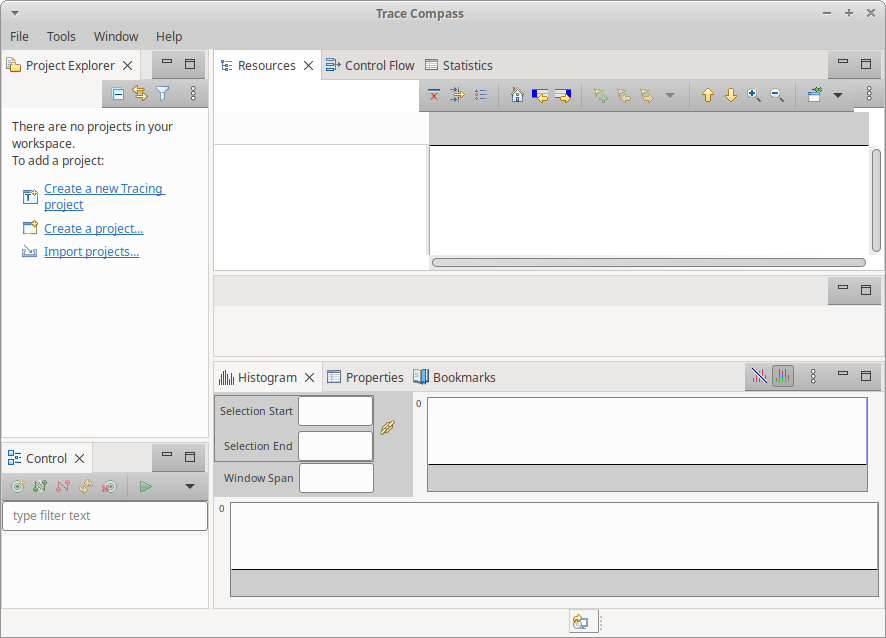 Trace Compass
File Tools Window Help
Project Explorer
There are no projects in your
workspace.
To add a project:
Create a new Tracing
project
Create a project...
Import projects...
Control
type filter text
Resources Control Flow Statistics
Histogram Properties Bookmarks
Selection Start
Selection End
Window Span
0
0